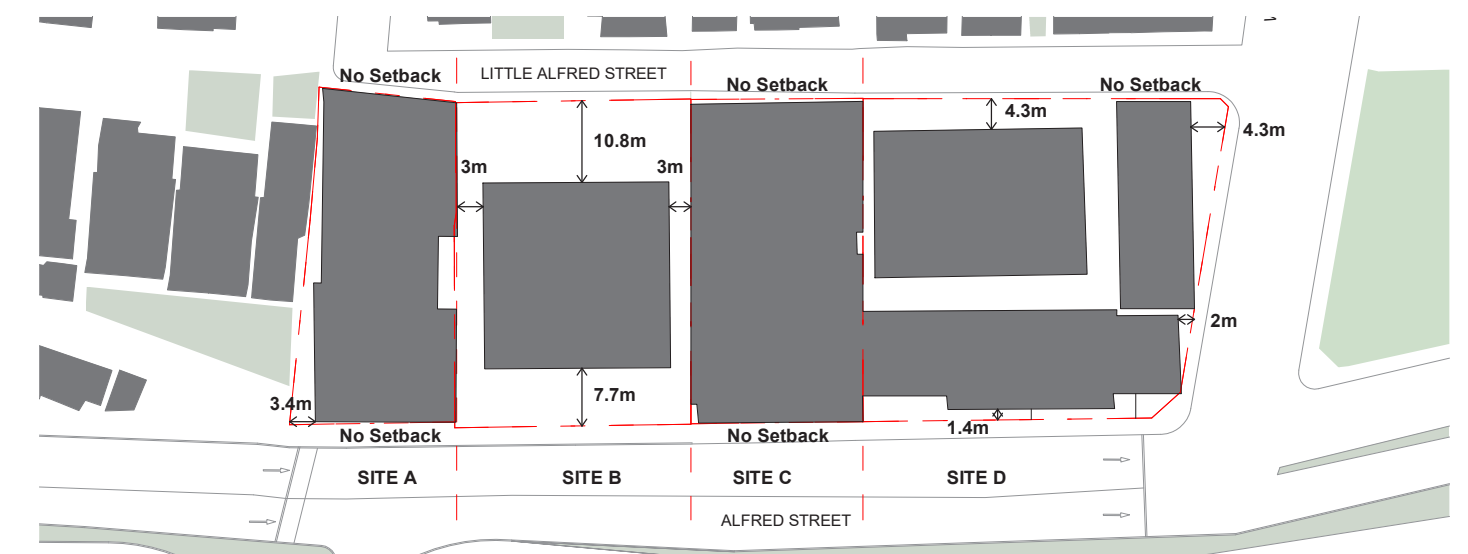 No Setback
LITTLE ALFRED STREET
No Setback
No Setback
10.8m
4.3m
4.3m
3m
3m
2m
3.4m
7.7m
1.4m
No Setback
No Setback
SITE A
SITE B
SITE C
SITE D
ALFRED STREET